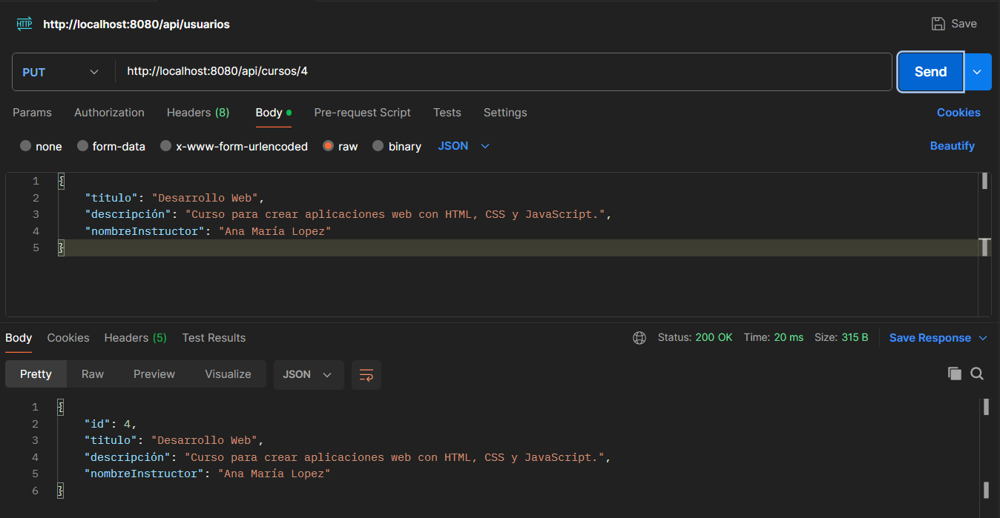 HTTP http://localhost:8080/api/usuarios Save
PUT http://localhost:8080/api/cursos/4 Send
Params Authorization Headers (8) Body Pre-request Script Tests Settings Cookies
none form-data x-www-form-urlencoded raw binary JSON Beautify
1 {
2 "titulo": "Desarrollo Web",
3 "descripción": "Curso para crear aplicaciones web con HTML, CSS y JavaScript.",
4 "nombreInstructor": "Ana María Lopez"
5 }
Body Cookies Headers (5) Test Results Status: 200 OK Time: 20 ms Size: 315 B Save Response
Pretty Raw Preview Visualize JSON
1 {
2 "id": 4,
3 "titulo": "Desarrollo Web",
4 "descripción": "Curso para crear aplicaciones web con HTML, CSS y JavaScript.",
5 "nombreInstructor": "Ana María Lopez"
6 }